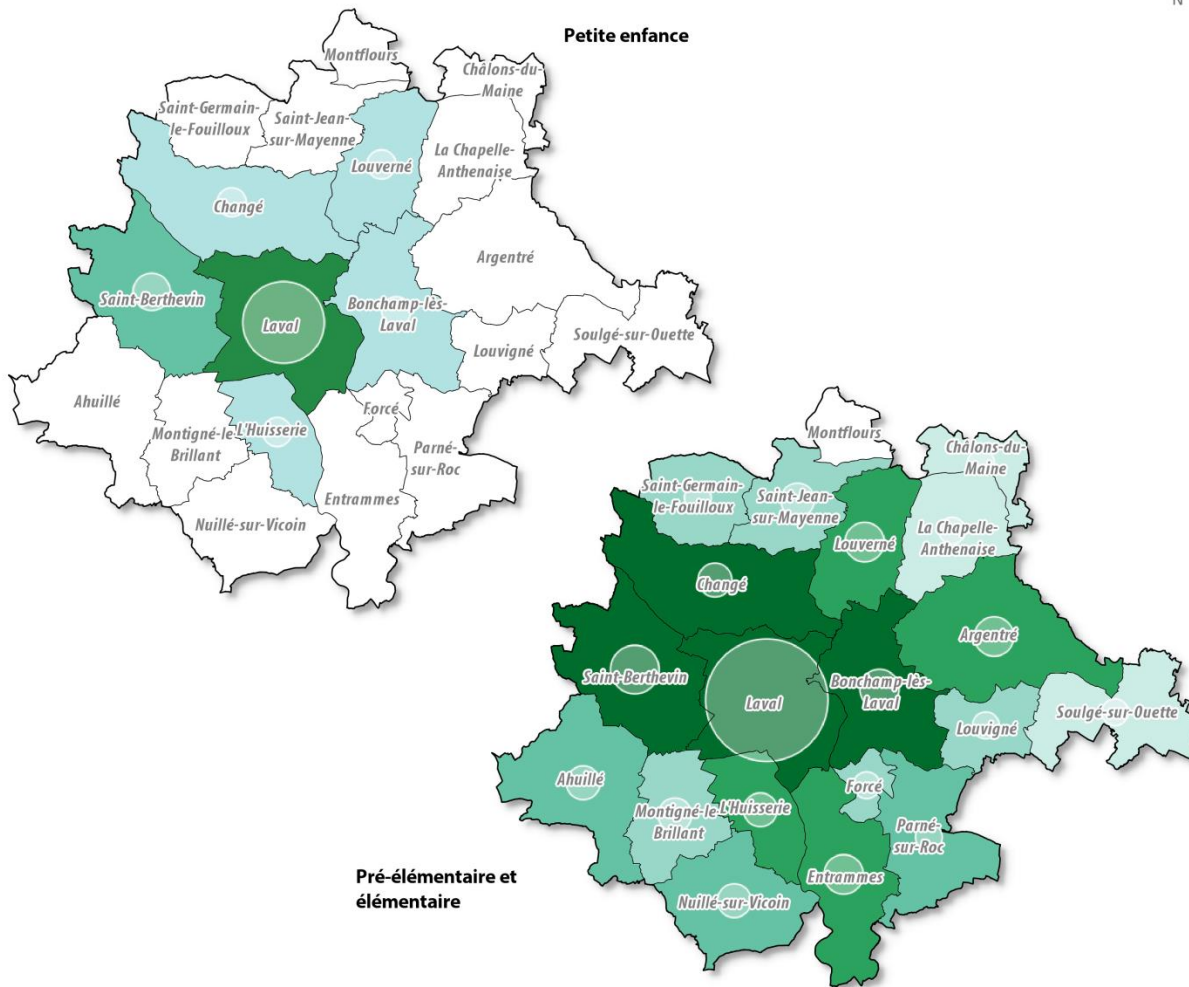 N
Petite enfance
Montflours
Châlons-du-
Maine
Saint-Germain-
le-Fouilloux
Saint-Jean-
sur-Mayenne
Louverné
La Chapelle-
Anthenaise
Changé
Argentré
Saint-Berthevin
Laval
Bonchamp-lès-
Laval
Louvigné
Soulgé-sur-Ouette
Ahuillé
Montigné-le-
Brillant
L'Huisserie
Forcé
Parné-
sur-Roc
Entrammes
Nuillé-sur-Vicoin
Montflours
Châlons-du-
Maine
Saint-Germain-
le-Fouilloux
Saint-Jean-
sur-Mayenne
Louverné
La Chapelle-
Anthenaise
Changé
Argentré
Saint-Berthevin
Laval
Bonchamp-lès-
Laval
Louvigné
Soulgé-sur-Ouette
Ahuillé
Montigné-le-
Brillant
L'Huisserie
Forcé
Parné-
sur-Roc
Entrammes
Nuillé-sur-Vicoin
Pré-élémentaire et
élémentaire